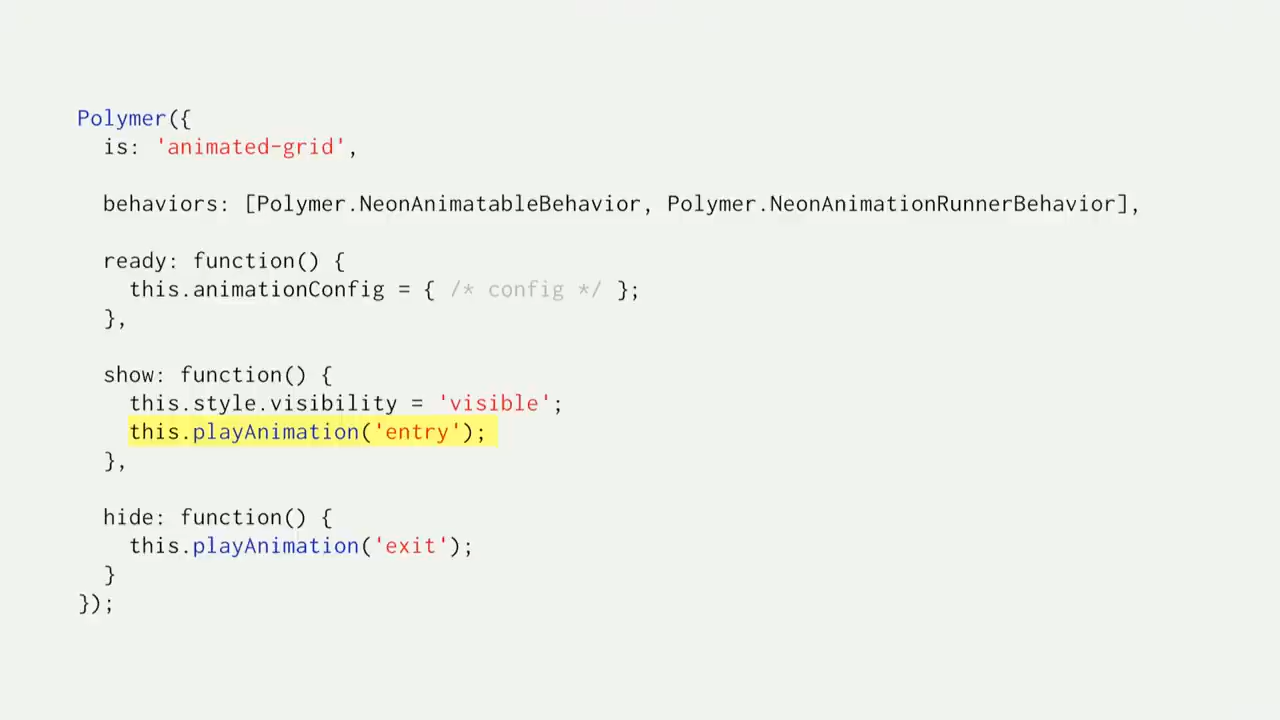 Polymer({
is: 'animated-grid',
behaviors: [Polymer.NeonAnimatableBehavior, Polymer.NeonAnimationRunnerBehavior],
ready: function() {
this.animationConfig = { /* config */ };
},
show: function() {
this.style.visibility = 'visible';
this.playAnimation('entry');
},
hide: function() {
this.playAnimation('exit');
}
});